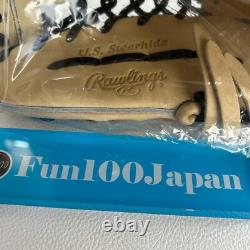 U.S. Steerhide
Rawlings
Fun100Japan